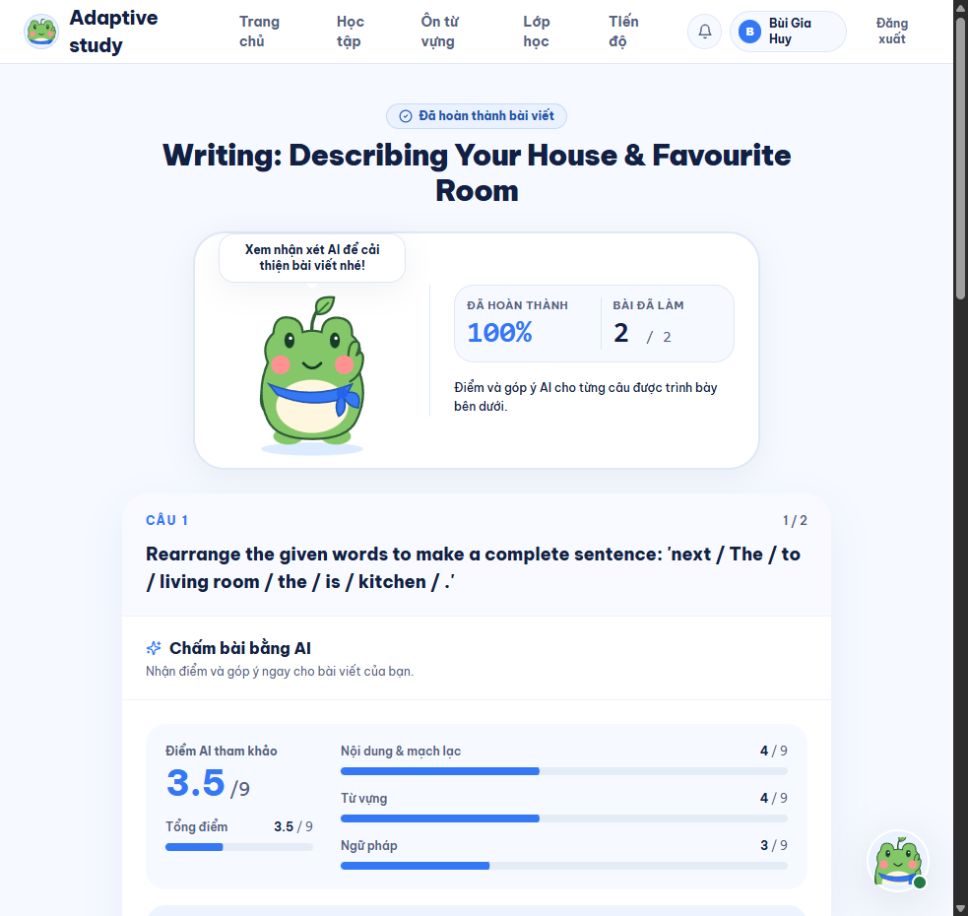 Adaptive
study
Trang
chủ
Học
tập
Ôn từ
vựng
Lớp
học
Tiến
độ
B
Bùi Gia
Huy
Đăng
xuất
Đã hoàn thành bài viết
Writing: Describing Your House & Favourite
Room
Xem nhận xét AI để cải
thiện bài viết nhé!
ĐÃ HOÀN THÀNH
100%
BÀI ĐÃ LÀM
2 / 2
Điểm và góp ý AI cho từng câu được trình bày
bên dưới.
CÂU 1
1 / 2
Rearrange the given words to make a complete sentence: 'next / The / to
/ living room / the / is / kitchen / .'
Chấm bài bằng AI
Nhận điểm và góp ý ngay cho bài viết của bạn.
Điểm AI tham khảo
3.5 /9
Tổng điểm 3.5 / 9
Nội dung & mạch lạc 4 / 9
Từ vựng 4 / 9
Ngữ pháp 3 / 9